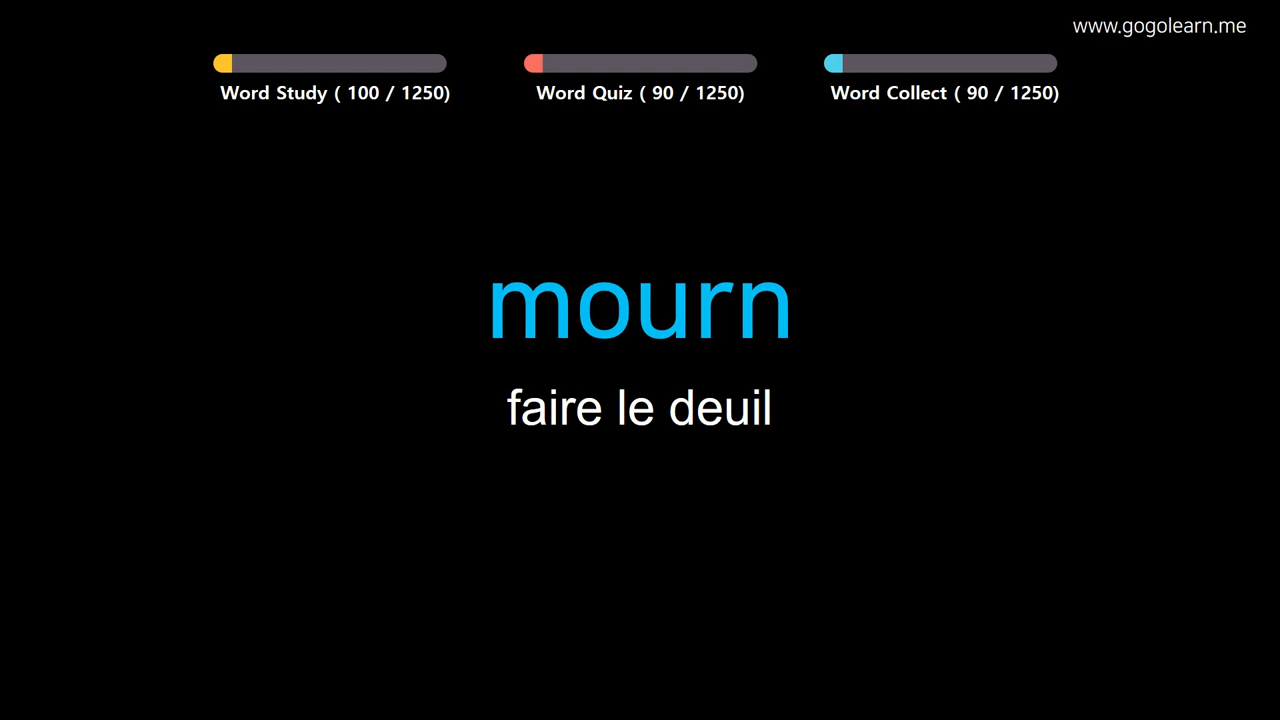 www.gogolearn.me
Word Study ( 100 / 1250)
Word Quiz ( 90 / 1250)
Word Collect ( 90 / 1250)
mourn
faire le deuil